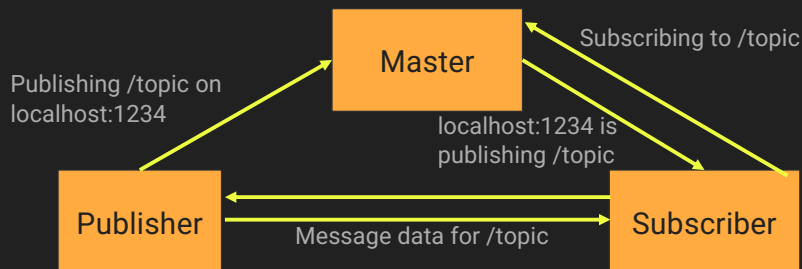 Master
Subscribing to /topic
Publishing /topic on
localhost:1234
localhost:1234 is
publishing /topic
Publisher
Message data for /topic
Subscriber